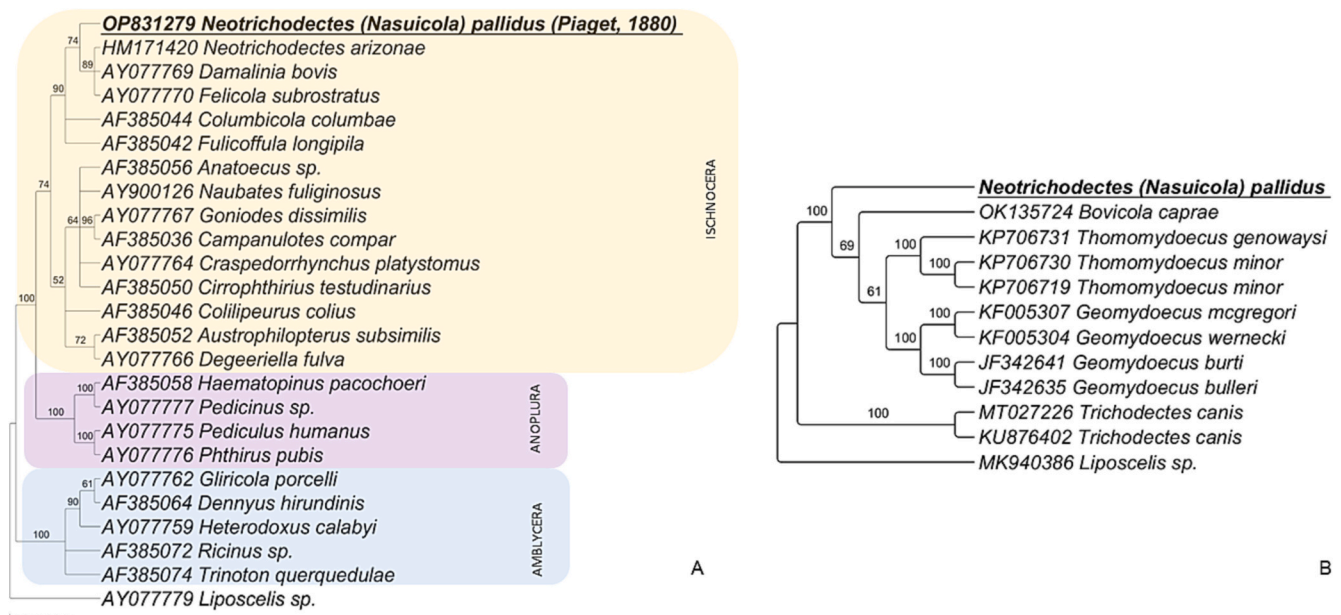 OP831279 Neotrichodectes (Nasuicola) pallidus (Piaget, 1880)
74
HM171420 Neotrichodectes arizonae
89
AY077769 Damalinia bovis
AY077770 Felicola subrostratus
90
AF385044 Columbicola columbae
AF385042 Fulicoffula longipila
AF385056 Anatoecus sp.
74
AY900126 Naubates fuliginosus
64
96
AY077767 Goniodes dissimilis
AF385036 Campanulotes compar
AY077764 Craspedorrhynchus platystomus
52
AF385050 Cirrophthirius testudinarius
100
AF385046 Colilipeurus colius
AF385052 Austrophilopterus subsimilis
72
AY077766 Degeeriella fulva
ISCHNOCERA
AF385058 Haematopinus pacochoeri
100
AY077777 Pedicinus sp.
100
AY077775 Pediculus humanus
100
AY077776 Phthirus pubis
ANOPLURA
AY077762 Gliricola porcelli
61
AF385064 Dennyus hirundinis
90
AY077759 Heterodoxus calabyi
100
AF385072 Ricinus sp.
AF385074 Trinoton querquedulae
AMBLYCERA
AY077779 Liposcelis sp.
A
Neotrichodectes (Nasuicola) pallidus
100
OK135724 Bovicola caprae
69
KP706731 Thomomydoecus genowaysi
100
KP706730 Thomomydoecus minor
100
KP706719 Thomomydoecus minor
61
KF005307 Geomydoecus mcgregori
100
KF005304 Geomydoecus wernecki
100
JF342641 Geomydoecus burti
100
JF342635 Geomydoecus bulleri
MT027226 Trichodectes canis
100
KU876402 Trichodectes canis
MK940386 Liposcelis sp.
B